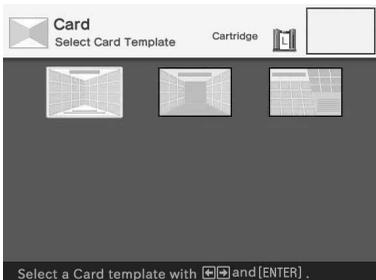 Card
Select Card Template
Cartridge
L
Select a Card template with ←→ and [ENTER] .